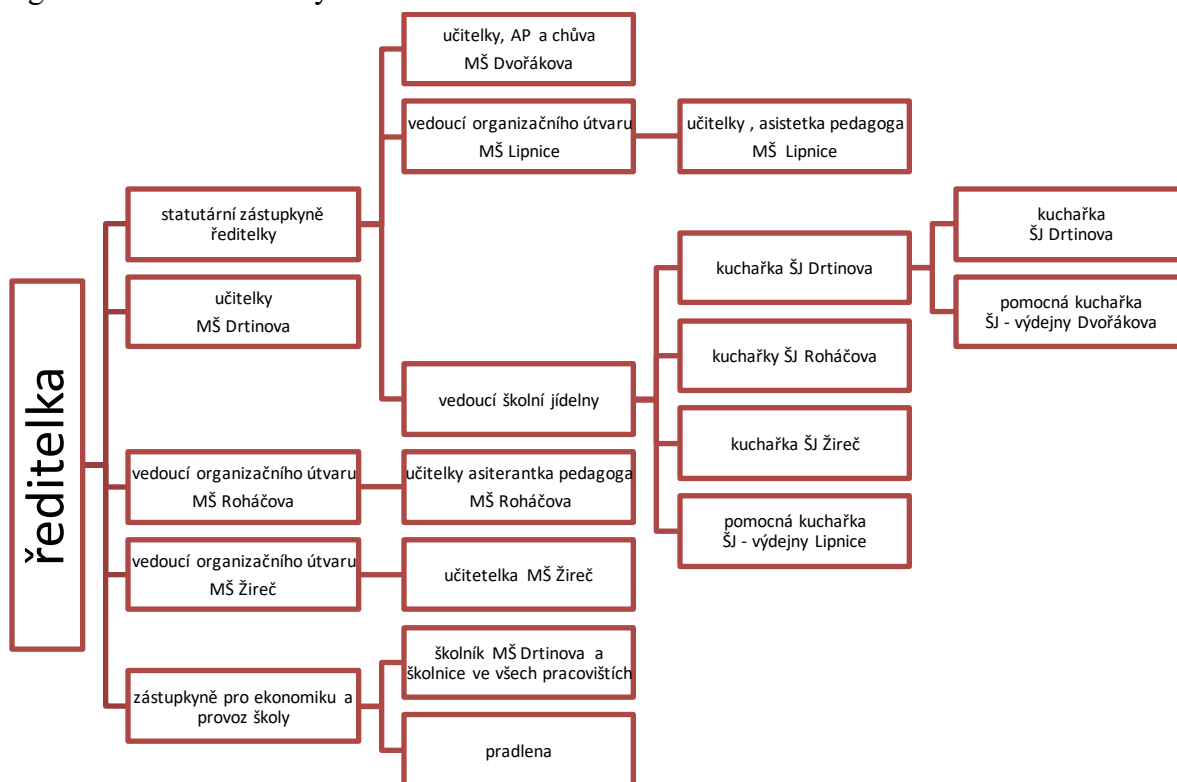 učitelky, AP a chůva
MŠ Dvořákova
vedoucí organizačního útvaru
MŠ Lipnice
učitelky , asistetka pedagoga
MŠ Lipnice
statutární zástupkyně
ředitelky
kuchařka
ŠJ Drtinova
kuchařka ŠJ Drtinova
učitelky
MŠ Drtinova
pomocná kuchařka
ŠJ - výdejny Dvořákova
kuchařky ŠJ Roháčova
vedoucí školní jídelny
ředitelka
kuchařka ŠJ Žireč
vedoucí organizačního útvaru
MŠ Roháčova
učitelky asiterantka pedagoga
MŠ Roháčova
pomocná kuchařka
ŠJ - výdejny Lipnice
vedoucí organizačního útvaru
MŠ Žireč
učitetelka MŠ Žireč
školník MŠ Drtinova a
školnice ve všech pracovištích
zástupkyně pro ekonomiku a
provoz školy
pradlena